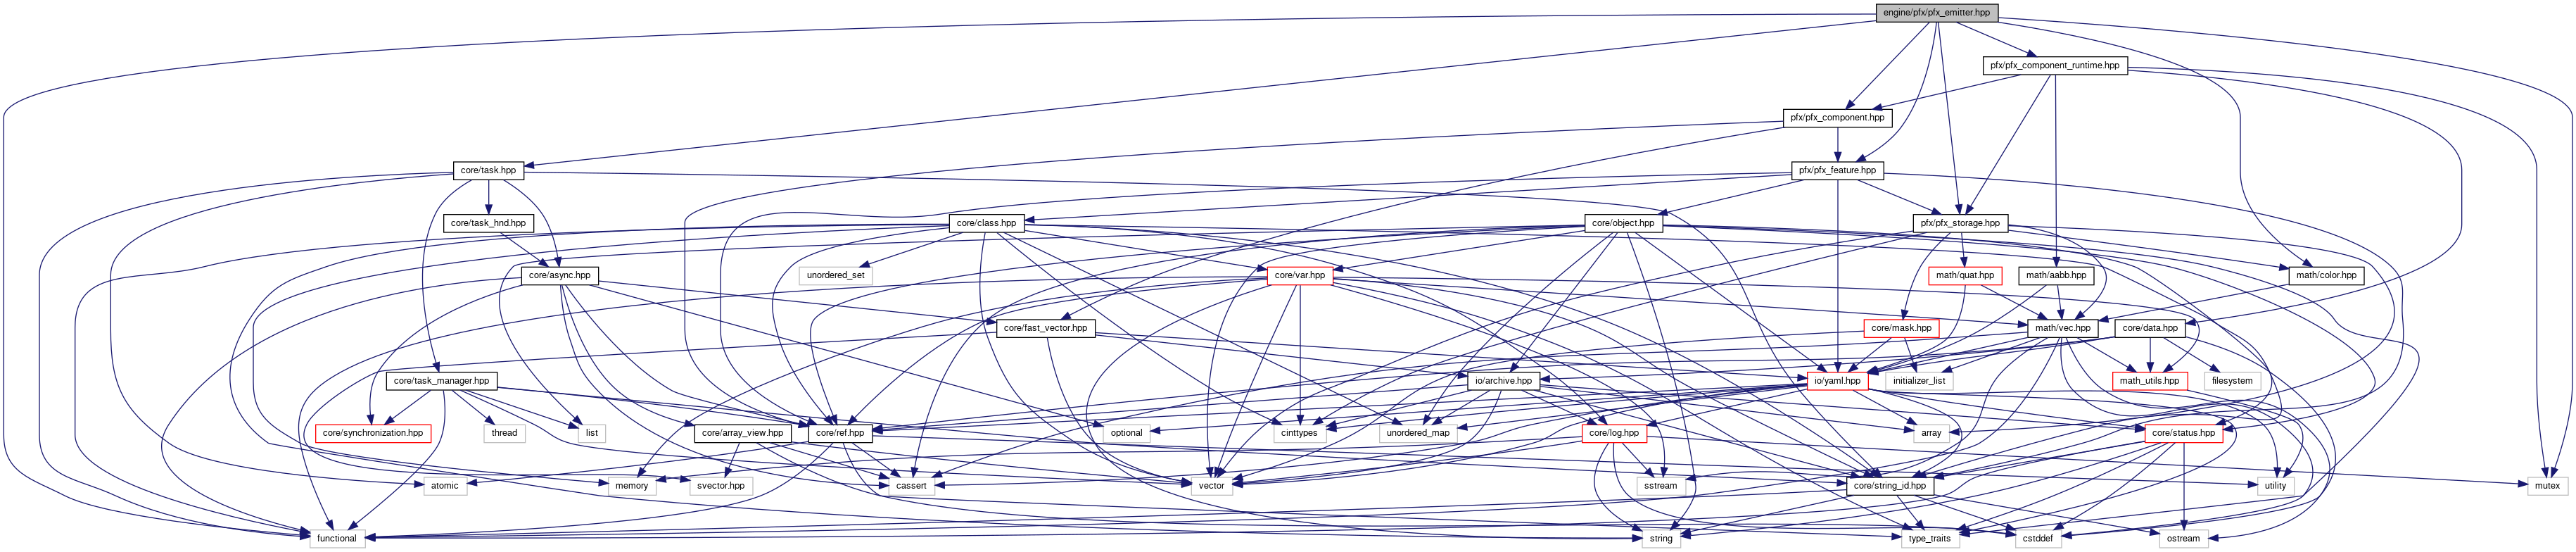 engine/pfx/pfx_emitter.hpp
pfx/pfx_component_runtime.hpp
pfx/pfx_component.hpp
core/task.hpp
pfx/pfx_feature.hpp
core/task_hnd.hpp
core/class.hpp
core/object.hpp
pfx/pfx_storage.hpp
core/async.hpp
unordered_set
core/var.hpp
math/quat.hpp
math/aabb.hpp
math/color.hpp
core/fast_vector.hpp
core/mask.hpp
math/vec.hpp
core/data.hpp
core/task_manager.hpp
io/archive.hpp
io/yaml.hpp
initializer_list
math_utils.hpp
filesystem
core/synchronization.hpp
thread
list
core/array_view.hpp
core/ref.hpp
optional
cinttypes
unordered_map
core/log.hpp
array
core/status.hpp
atomic
memory
svector.hpp
cassert
vector
sstream
core/string_id.hpp
utility
mutex
functional
string
type_traits
cstddef
ostream